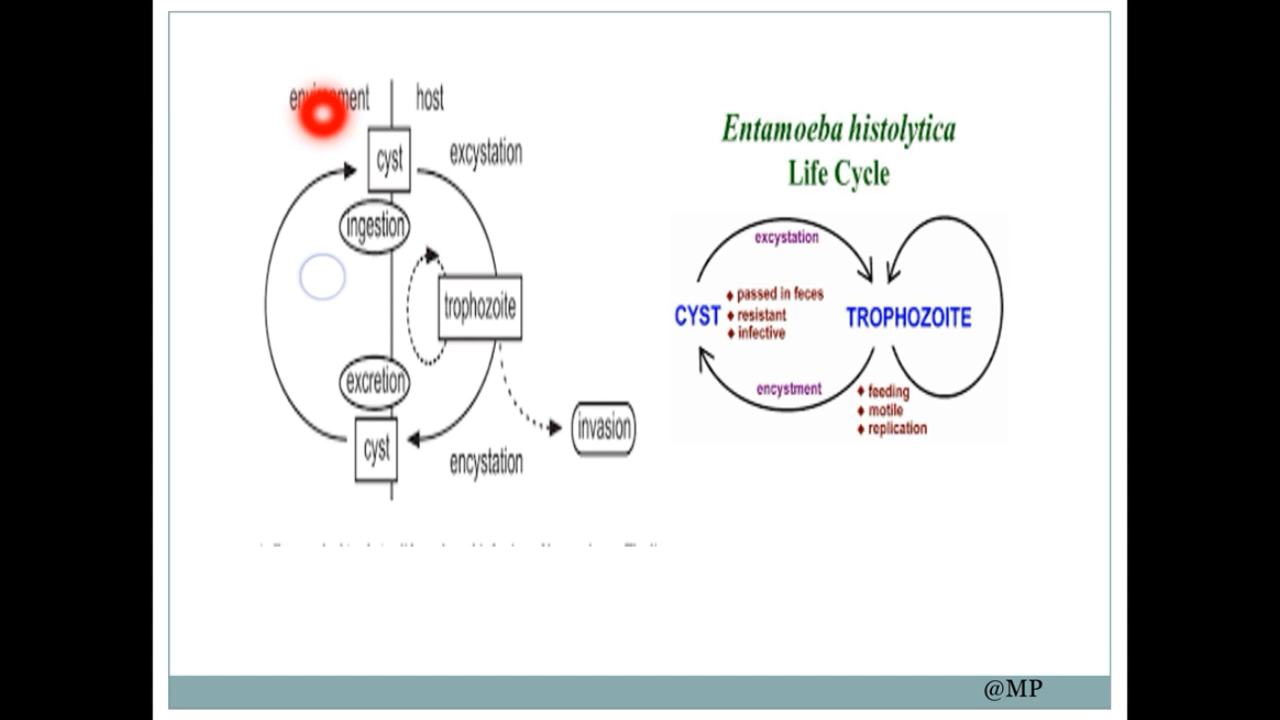 host
cyst
excystation
ingestion
trophozoite
excretion
cyst
invasion
encystation
Entamoeba histolytica
Life Cycle
excystation
CYST
passed in feces
resistant
infective
TROPHOZOITE
encystment
feeding
motile
replication
@MP